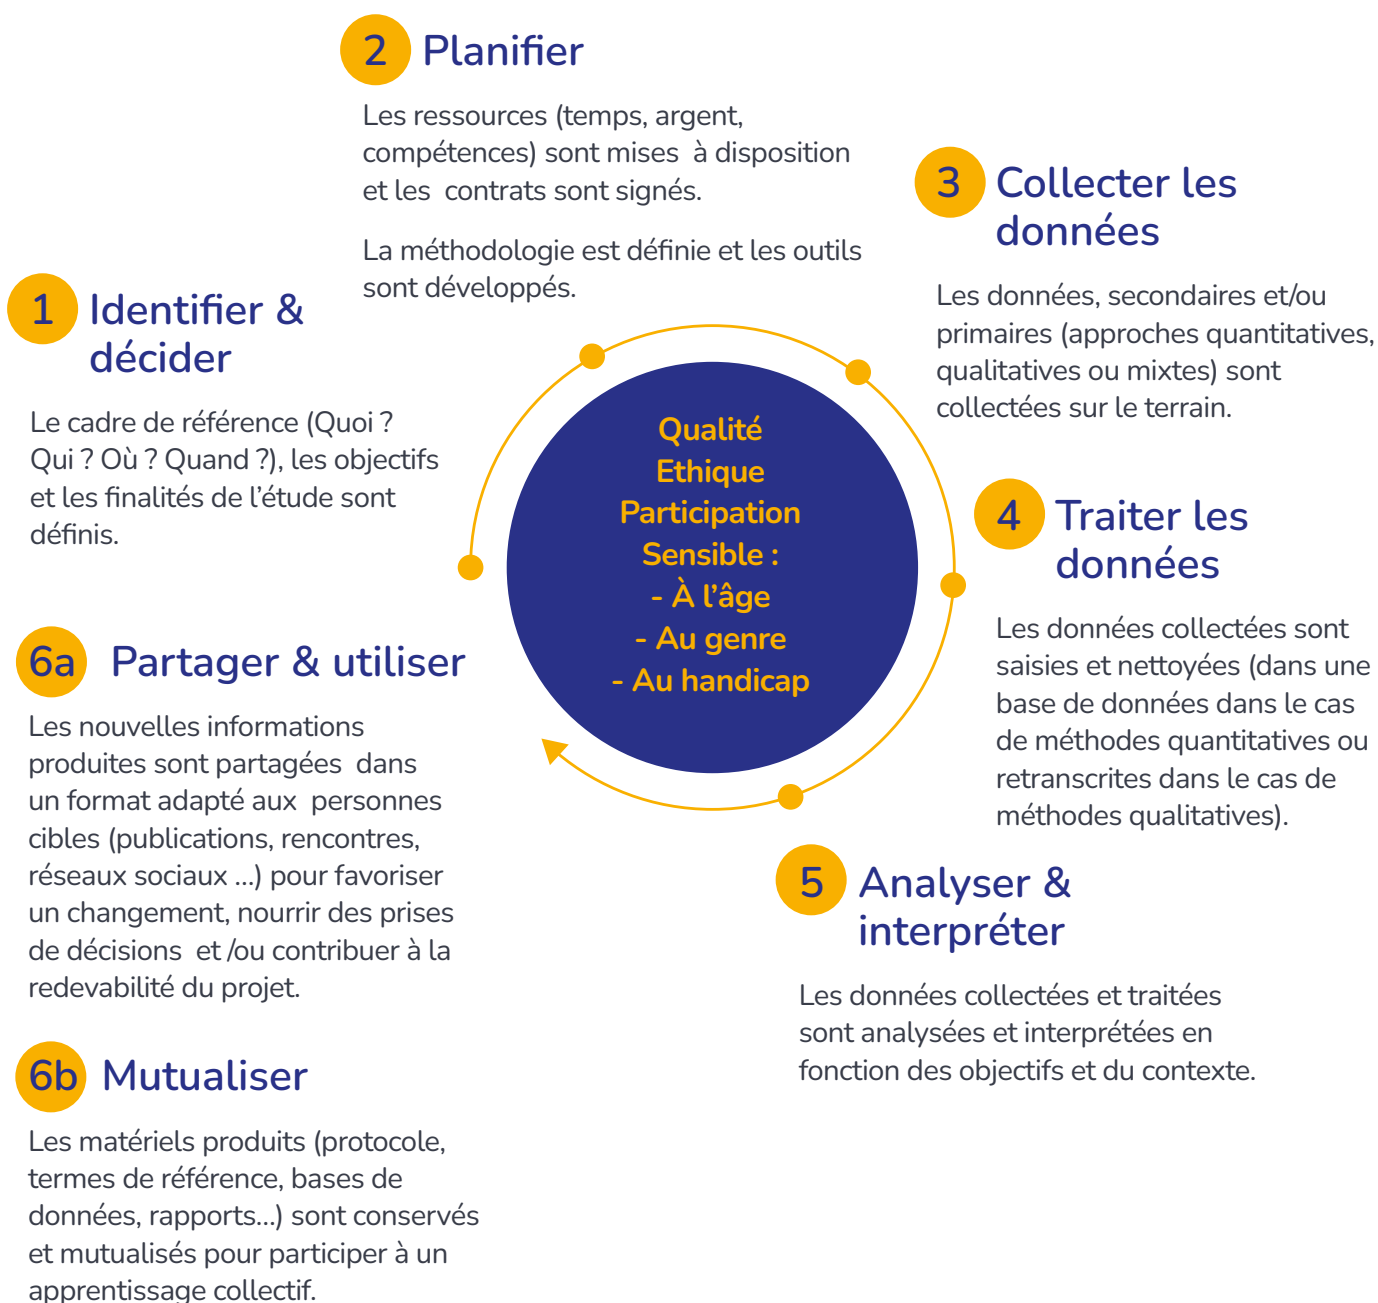 1 Identifier &
décider
Le cadre de référence (Quoi ?
Qui ? Où ? Quand ?), les objectifs
et les finalités de l’étude sont
définis.
2 Planifier
Les ressources (temps, argent,
compétences) sont mises à disposition
et les contrats sont signés.
La méthodologie est définie et les outils
sont développés.
3 Collecter les
données
Les données, secondaires et/ou
primaires (approches quantitatives,
qualitatives ou mixtes) sont
collectées sur le terrain.
4 Traiter les
données
Les données collectées sont
saisies et nettoyées (dans une
base de données dans le cas
de méthodes quantitatives ou
retranscrites dans le cas de
méthodes qualitatives).
5 Analyser &
interpréter
Les données collectées et traitées
sont analysées et interprétées en
fonction des objectifs et du contexte.
6a Partager & utiliser
Les nouvelles informations
produites sont partagées dans
un format adapté aux personnes
cibles (publications, rencontres,
réseaux sociaux ...) pour favoriser
un changement, nourrir des prises
de décisions et /ou contribuer à la
redevabilité du projet.
6b Mutualiser
Les matériels produits (protocole,
termes de référence, bases de
données, rapports...) sont conservés
et mutualisés pour participer à un
apprentissage collectif.
Qualité
Ethique
Participation
Sensible :
- À l’âge
- Au genre
- Au handicap